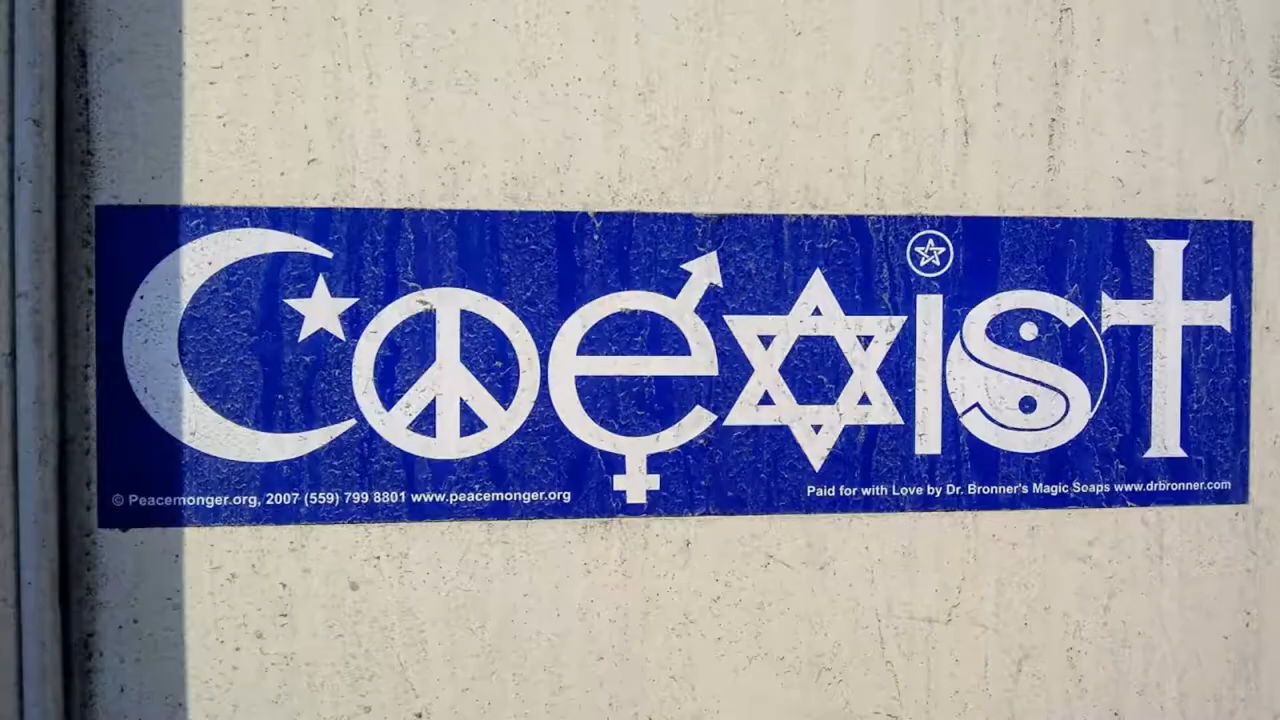 Coexist
© Peacemonger.org, 2007 (559) 799 8801 www.peacemonger.org
Paid for with Love by Dr. Bronner's Magic Soaps www.drbronner.com